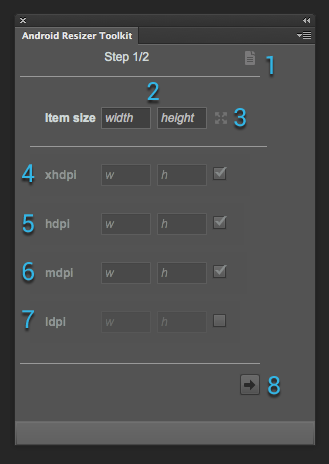 Android Resizer Toolkit
Step 1/2
1
2
Item size width height 3
4 xhdpi w h
5 hdpi w h
6 mdpi w h
7 ldpi w h
8